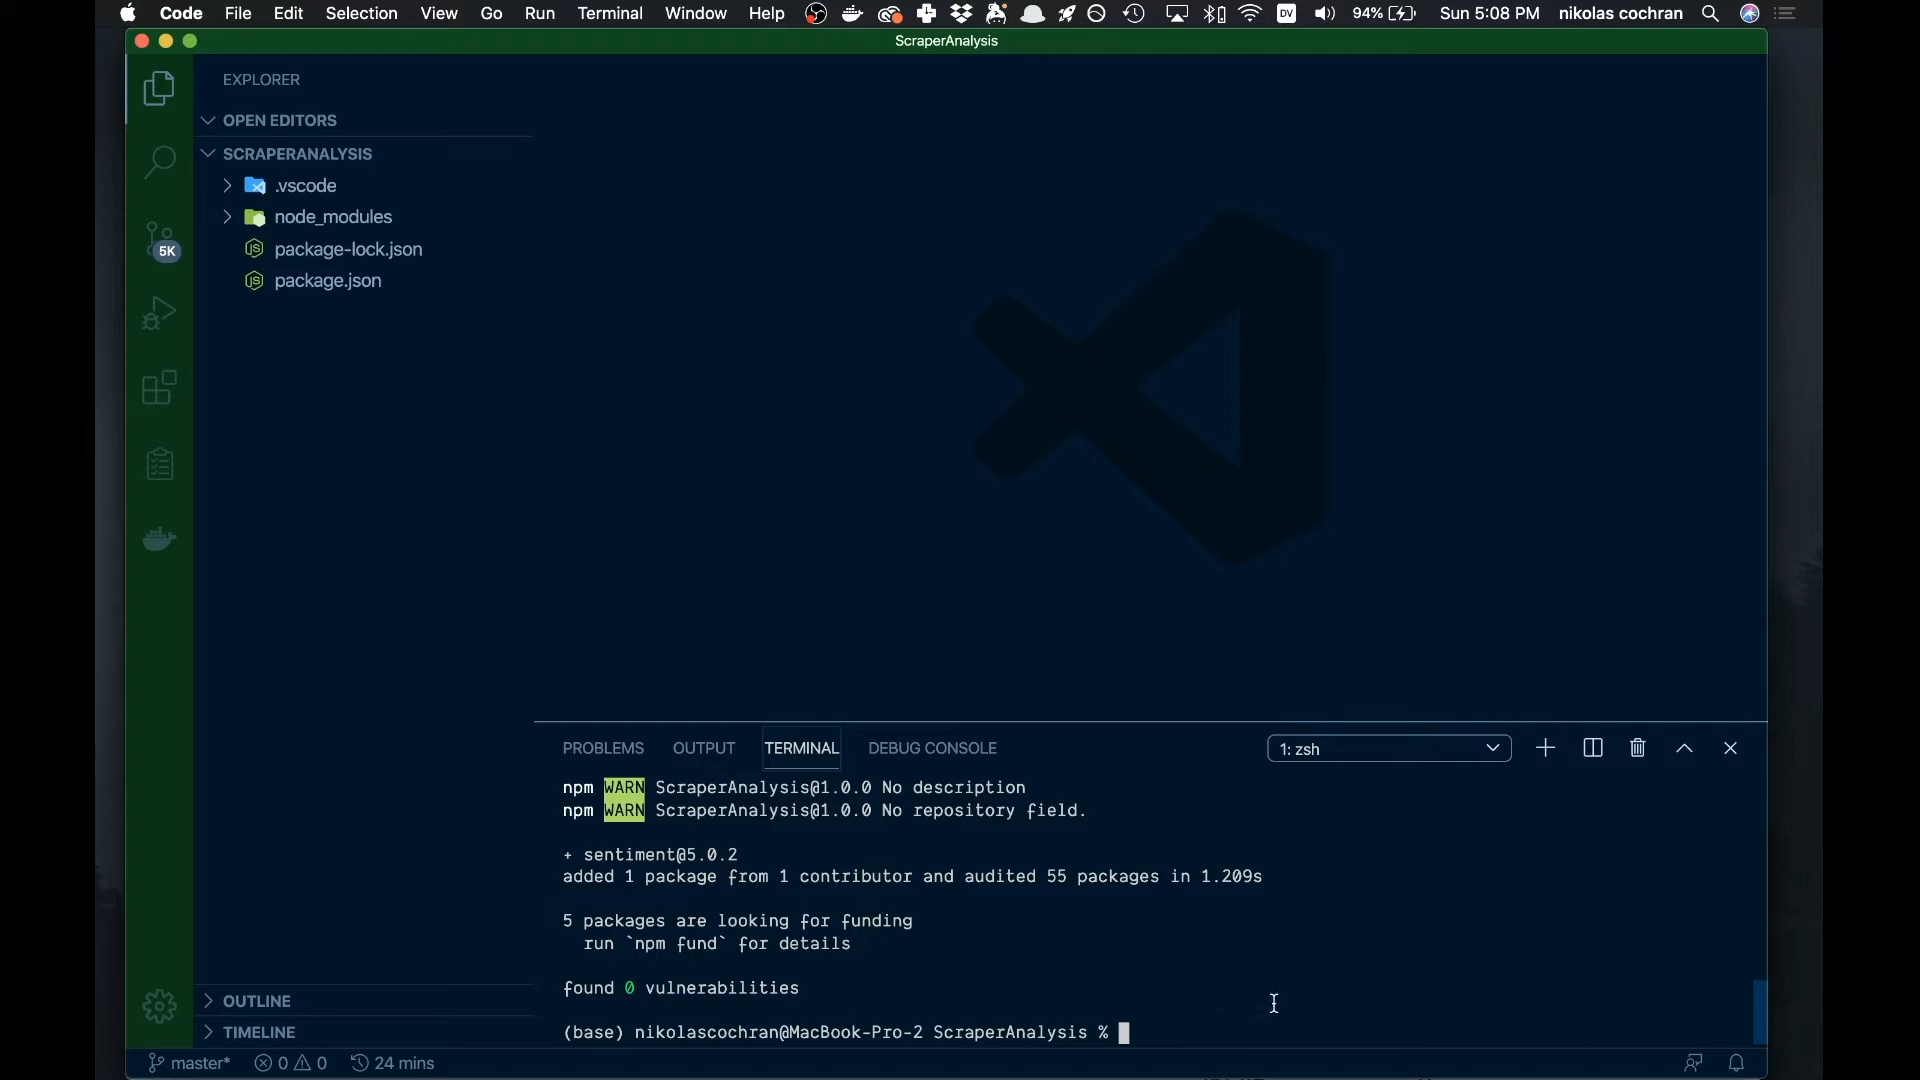 Code File Edit Selection View Go Run Terminal Window Help DV 94% Sun 5:08 PM nikolas cochran
ScraperAnalysis
EXPLORER
OPEN EDITORS
SCRAPERANALYSIS
.vscode
node_modules
package-lock.json
package.json
5K
PROBLEMS OUTPUT TERMINAL DEBUG CONSOLE 1: zsh
npm WARN ScraperAnalysis@1.0.0 No description
npm WARN ScraperAnalysis@1.0.0 No repository field.
+ sentiment@5.0.2
added 1 package from 1 contributor and audited 55 packages in 1.209s
5 packages are looking for funding
run `npm fund` for details
found 0 vulnerabilities
(base) nikolascochran@MacBook-Pro-2 ScraperAnalysis %
OUTLINE
TIMELINE
master* 0 0 24 mins